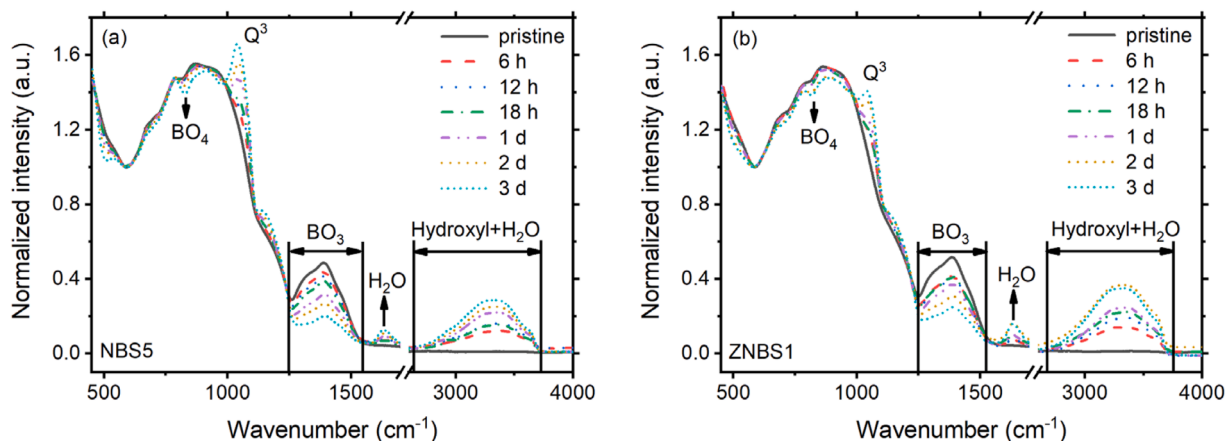 (a)
Q³
pristine
6 h
12 h
18 h
1 d
2 d
3 d
BO₄
BO₃
Hydroxyl+H₂O
H₂O
NBS5
Normalized intensity (a.u.)
1.6
1.2
0.8
0.4
0.0
500
1000
1500
3000
4000
Wavenumber (cm⁻¹)
(b)
Q³
pristine
6 h
12 h
18 h
1 d
2 d
3 d
BO₄
BO₃
Hydroxyl+H₂O
H₂O
ZNBS1
Normalized intensity (a.u.)
1.6
1.2
0.8
0.4
0.0
500
1000
1500
3000
4000
Wavenumber (cm⁻¹)